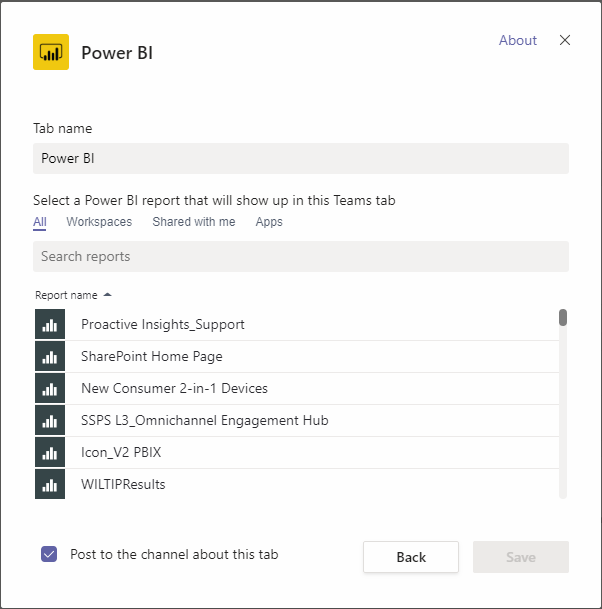 Power BI
About
Tab name
Power BI
Select a Power BI report that will show up in this Teams tab
All Workspaces Shared with me Apps
Search reports
Report name
Proactive Insights_Support
SharePoint Home Page
New Consumer 2-in-1 Devices
SSPS L3_Omnichannel Engagement Hub
Icon_V2 PBIX
WILTIPResults
Post to the channel about this tab
Back
Save